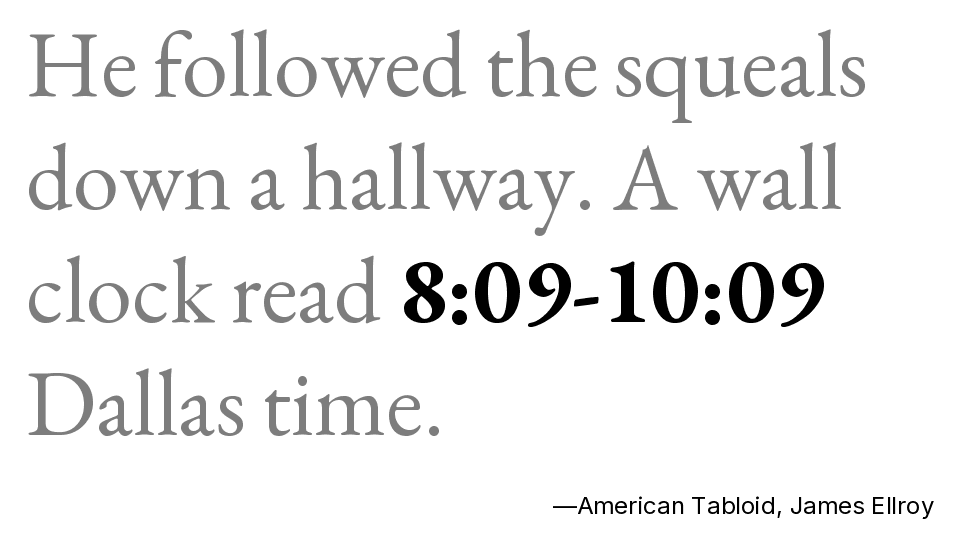 He followed the squeals
down a hallway. A wall
clock read 8:09-10:09
Dallas time.
—American Tabloid, James Ellroy